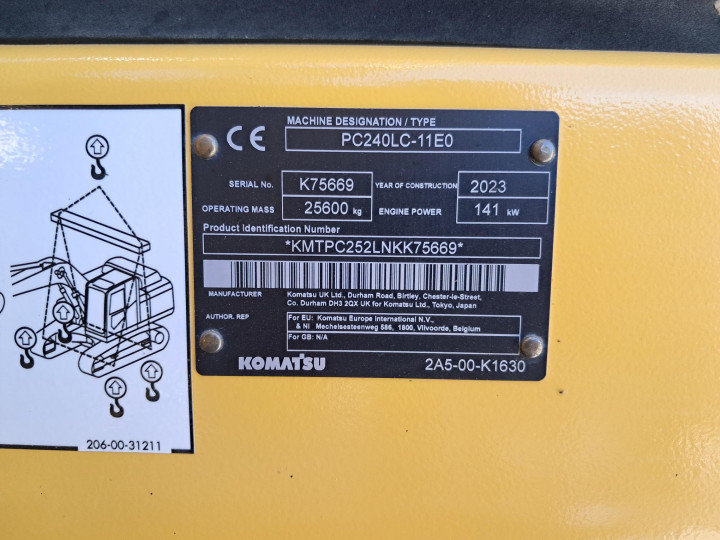 CE
MACHINE DESIGNATION / TYPE
PC240LC-11E0
SERIAL No. K75669 YEAR OF CONSTRUCTION 2023
OPERATING MASS 25600 kg ENGINE POWER 141 kW
Product Identification Number
*KMTPC252LNKK75669*
MANUFACTURER Komatsu UK Ltd., Durham Road, Birtley, Chester-le-Street,
Co. Durham DH3 2QX UK for Komatsu Ltd., Tokyo, Japan
AUTHOR. REP For EU: Komatsu Europe International N.V.,
& NI Mechelsesteenweg 586, 1800, Vilvoorde, Belgium
For GB: N/A
KOMATSU 2A5-00-K1630
206-00-31211